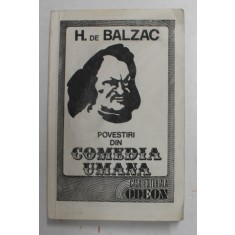 H. DE BALZAC
POVESTIRI
DIN
COMEDIA
UMANA
ODEON